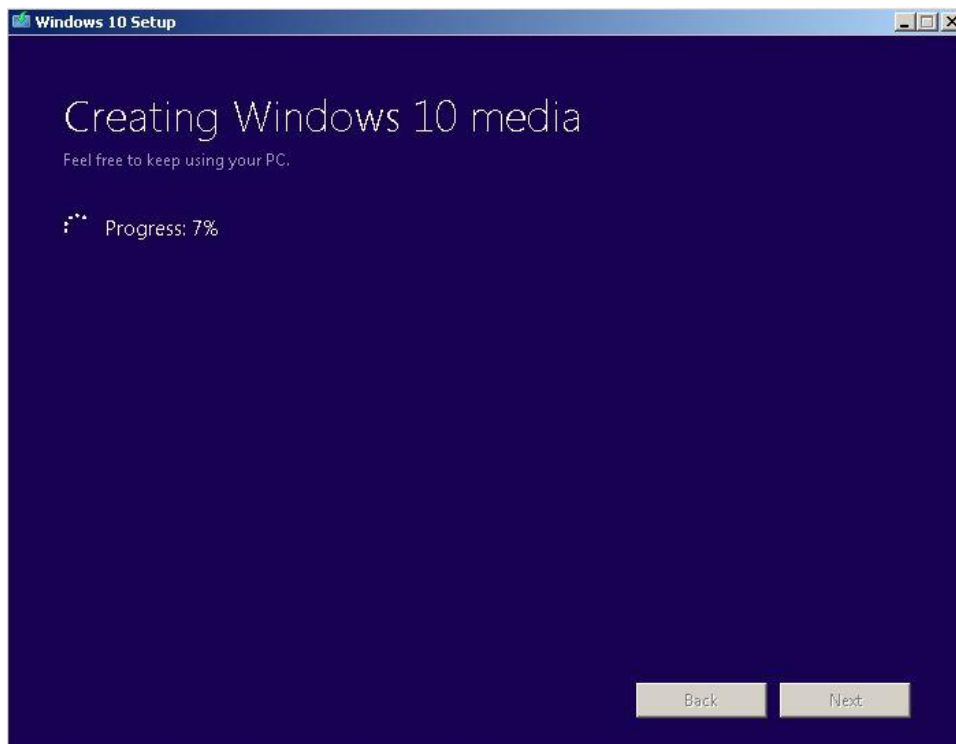 Windows 10 Setup
Creating Windows 10 media
Feel free to keep using your PC.
Progress: 7%
Back Next